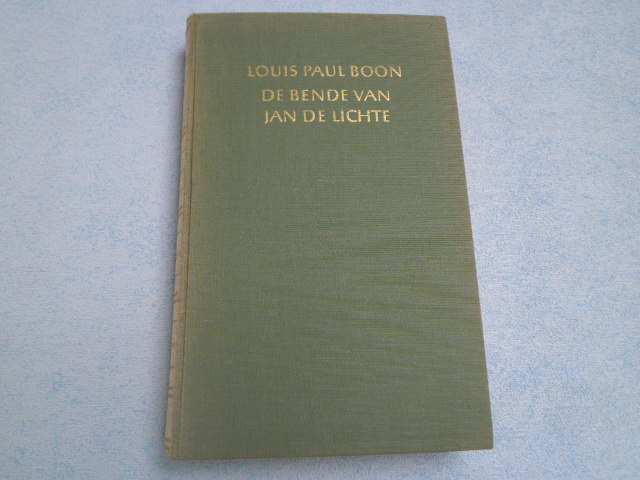 LOUIS PAUL BOON
DE BENDE VAN
JAN DE LICHTE